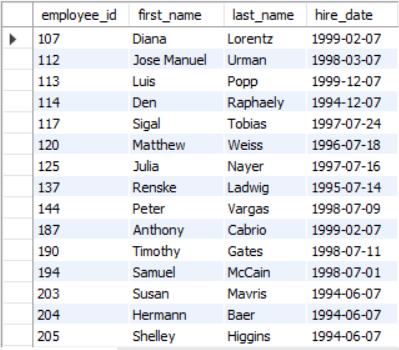 employee_id first_name last_name hire_date
107 Diana Lorentz 1999-02-07
112 Jose Manuel Urman 1998-03-07
113 Luis Popp 1999-12-07
114 Den Raphaely 1994-12-07
117 Sigal Tobias 1997-07-24
120 Matthew Weiss 1996-07-18
125 Julia Nayer 1997-07-16
137 Renske Ladwig 1995-07-14
144 Peter Vargas 1998-07-09
187 Anthony Cabrio 1999-02-07
190 Timothy Gates 1998-07-11
194 Samuel McCain 1998-07-01
203 Susan Mavris 1994-06-07
204 Hermann Baer 1994-06-07
205 Shelley Higgins 1994-06-07